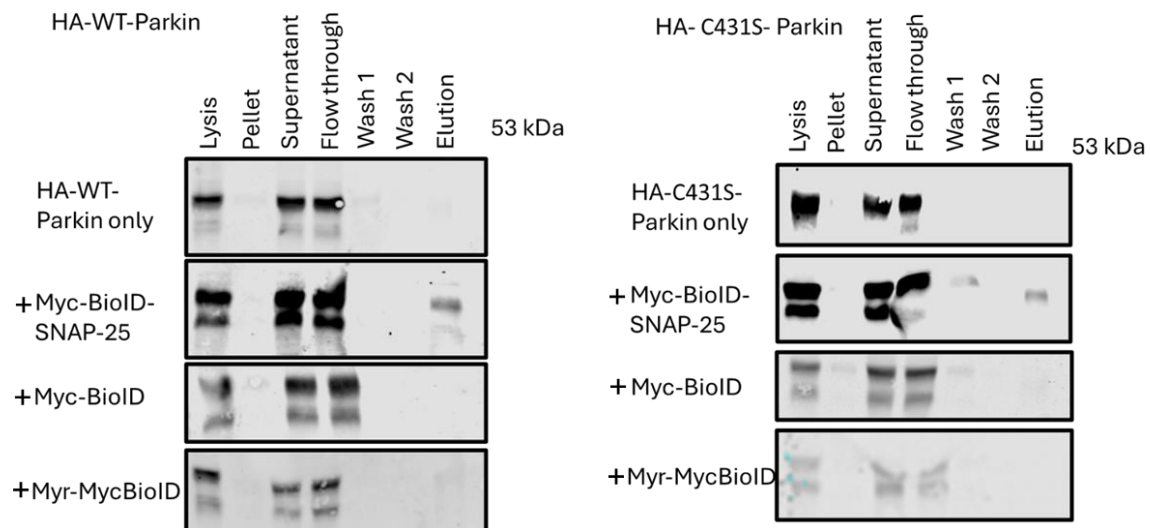 HA-WT-Parkin
Lysis
Pellet
Supernatant
Flow through
Wash 1
Wash 2
Elution
53 kDa
HA-WT-
Parkin only
+Myc-BioID-
SNAP-25
+Myc-BioID
+Myr-MycBioID
HA- C431S- Parkin
Lysis
Pellet
Supernatant
Flow through
Wash 1
Wash 2
Elution
53 kDa
HA-C431S-
Parkin only
+Myc-BioID-
SNAP-25
+Myc-BioID
+Myr-MycBioID